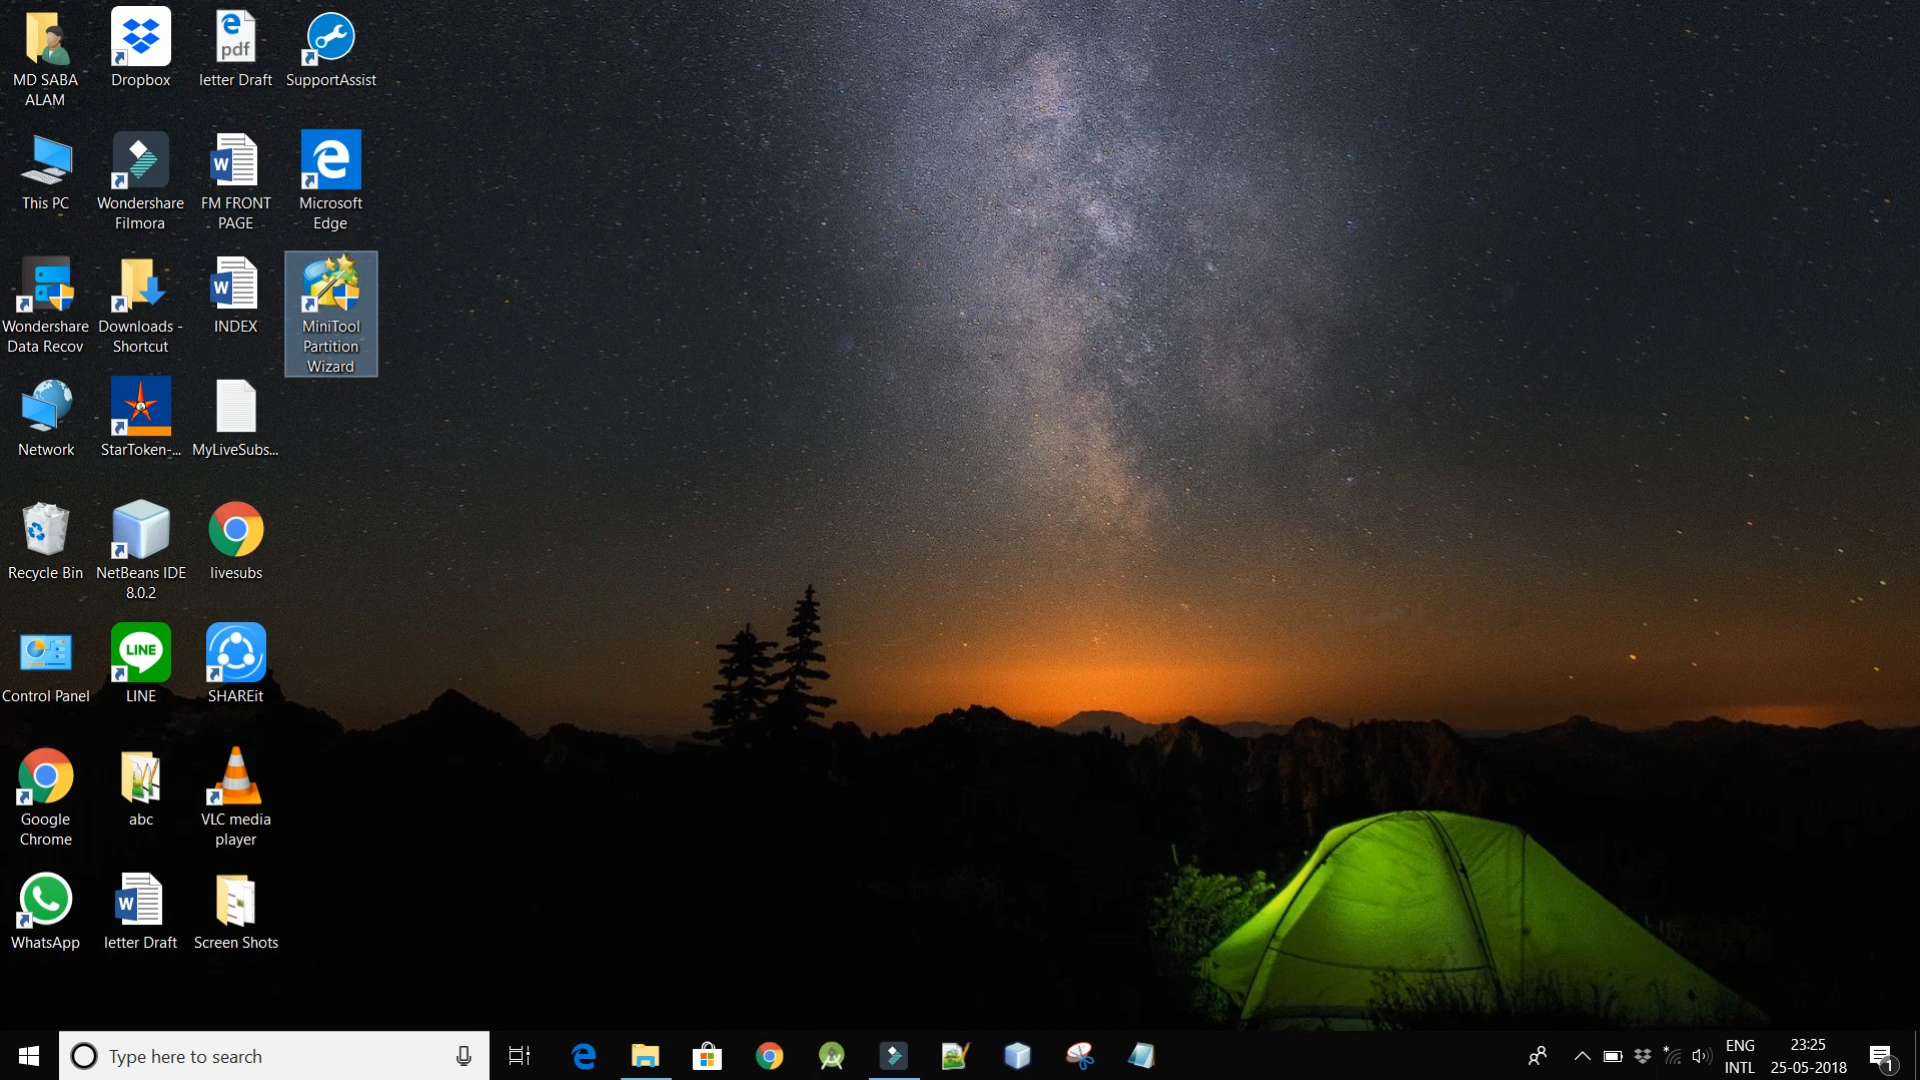 MD SABA
ALAM
Dropbox
pdf
letter Draft
SupportAssist
This PC
Wondershare
Filmora
W
FM FRONT
PAGE
Microsoft
Edge
Wondershare
Data Recov
Downloads -
Shortcut
W
INDEX
MiniTool
Partition
Wizard
Network
StarToken-...
MyLiveSubs...
Recycle Bin
NetBeans IDE
8.0.2
livesubs
Control Panel
LINE
LINE
SHAREit
Google
Chrome
abc
VLC media
player
WhatsApp
W
letter Draft
Screen Shots
Type here to search
ENG
INTL
23:25
25-05-2018
1